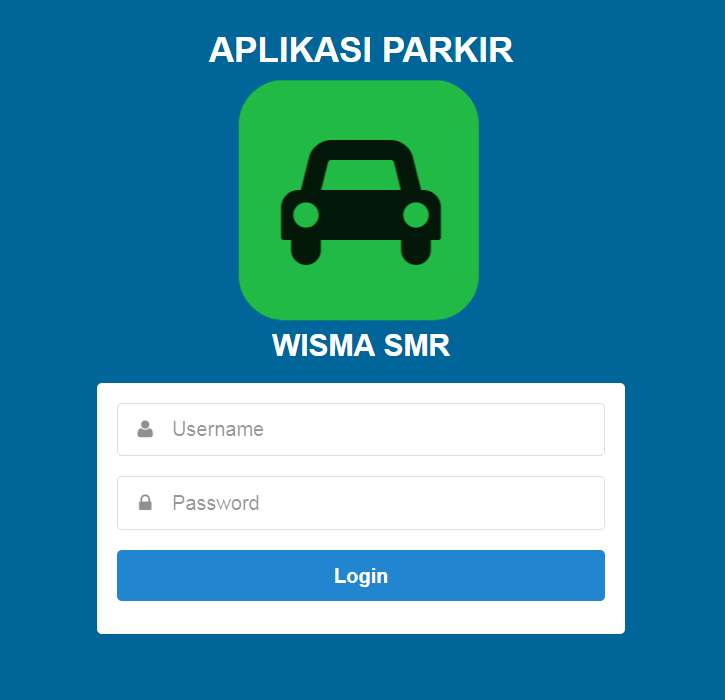 APLIKASI PARKIR
WISMA SMR
Username
Password
Login